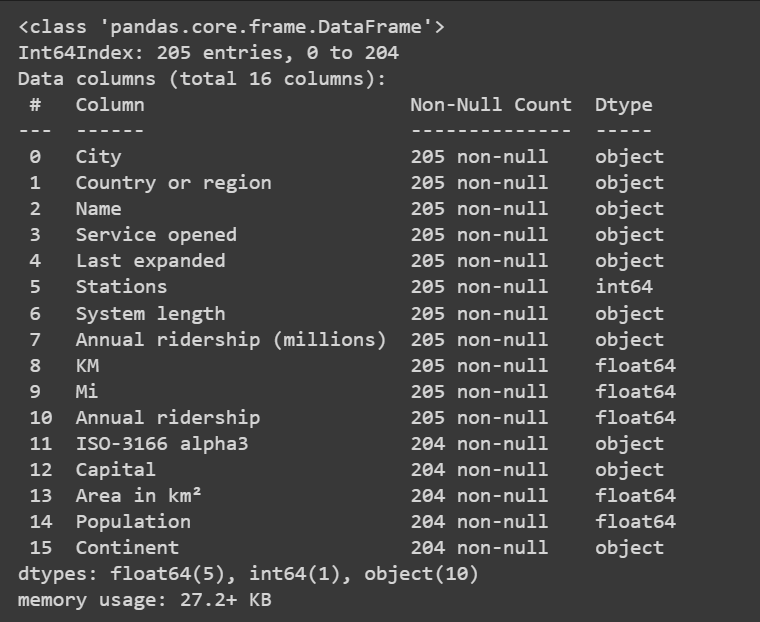 <class 'pandas.core.frame.DataFrame'>
Int64Index: 205 entries, 0 to 204
Data columns (total 16 columns):
 #   Column                       Non-Null Count  Dtype
---  ------                       --------------  -----
 0   City                         205 non-null    object
 1   Country or region            205 non-null    object
 2   Name                         205 non-null    object
 3   Service opened               205 non-null    object
 4   Last expanded                205 non-null    object
 5   Stations                     205 non-null    int64
 6   System length                205 non-null    object
 7   Annual ridership (millions)  205 non-null    object
 8   KM                           205 non-null    float64
 9   Mi                           205 non-null    float64
 10  Annual ridership             205 non-null    float64
 11  ISO-3166 alpha3              204 non-null    object
 12  Capital                      204 non-null    object
 13  Area in km²                  204 non-null    float64
 14  Population                   204 non-null    float64
 15  Continent                    204 non-null    object
dtypes: float64(5), int64(1), object(10)
memory usage: 27.2+ KB